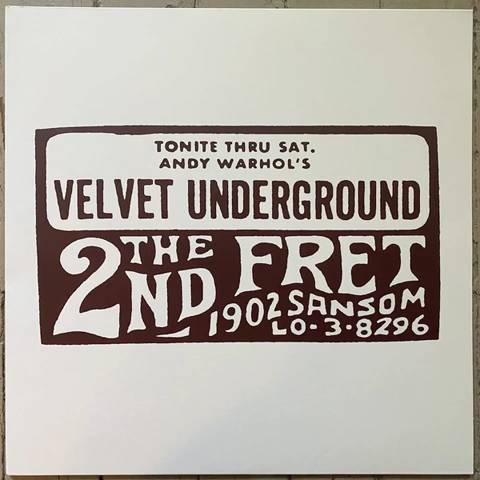 TONITE THRU SAT.
ANDY WARHOL'S
VELVET UNDERGROUND
THE 2ND FRET
1902 SANSOM
LO-3-8296